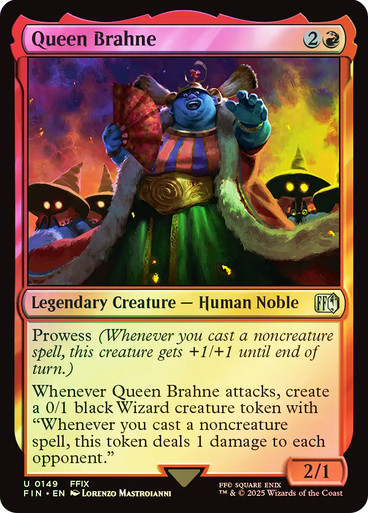 Queen Brahne 2
Legendary Creature — Human Noble FFIX
Prowess (Whenever you cast a noncreature
spell, this creature gets +1/+1 until end of
turn.)
Whenever Queen Brahne attacks, create
a 0/1 black Wizard creature token with
“Whenever you cast a noncreature
spell, this token deals 1 damage to each
opponent.”
2/1
U 0149 FFIX
FIN • EN Lorenzo Mastroianni
FF© SQUARE ENIX
™ & © 2025 Wizards of the Coast